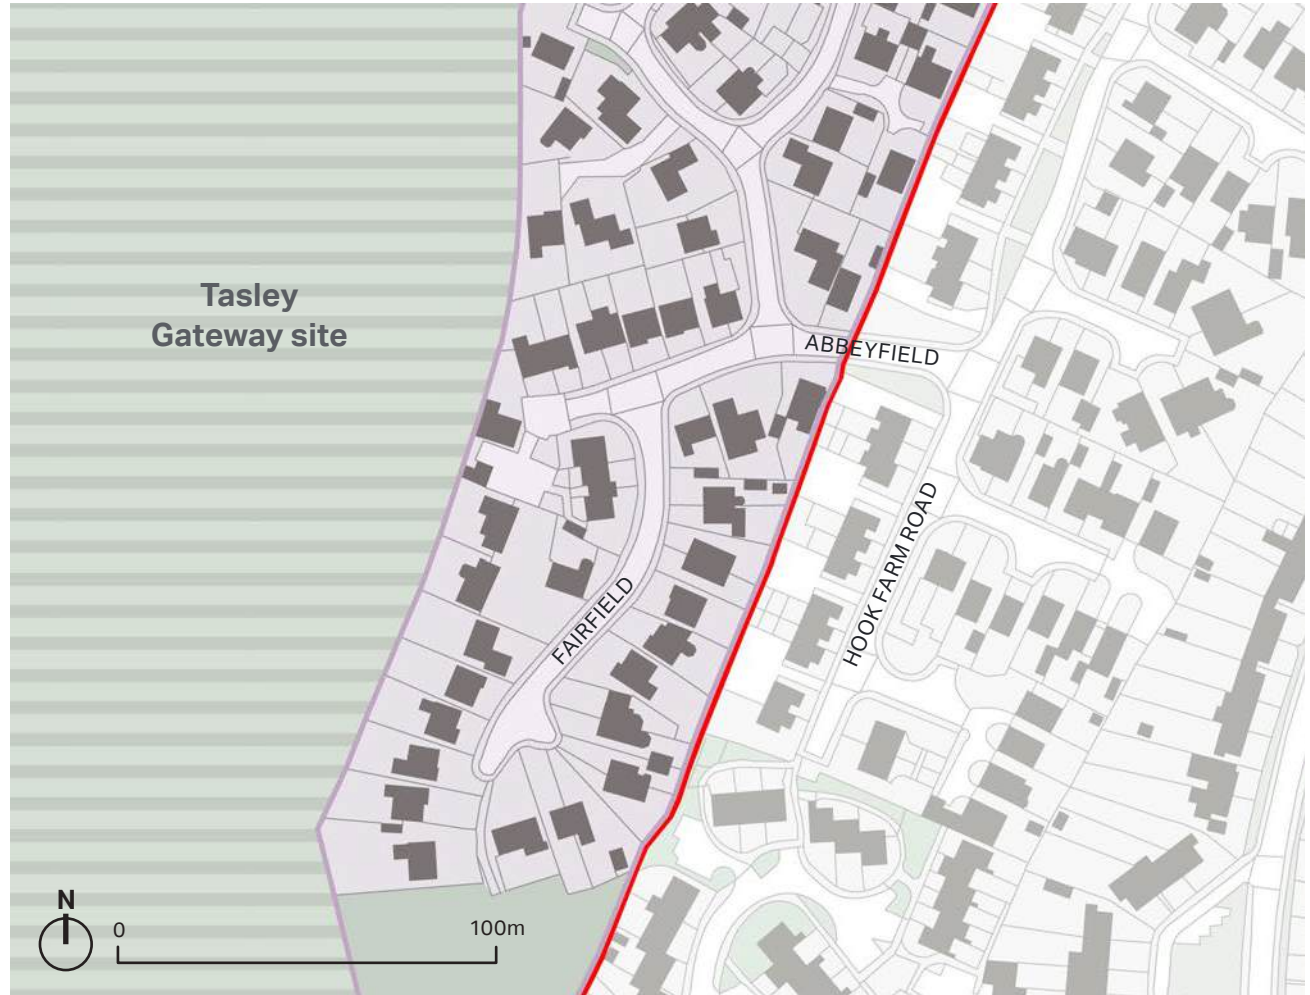 Tasley
Gateway site
ABBEYFIELD
HOOK FARM ROAD
FAIRFIELD
N
0
100m